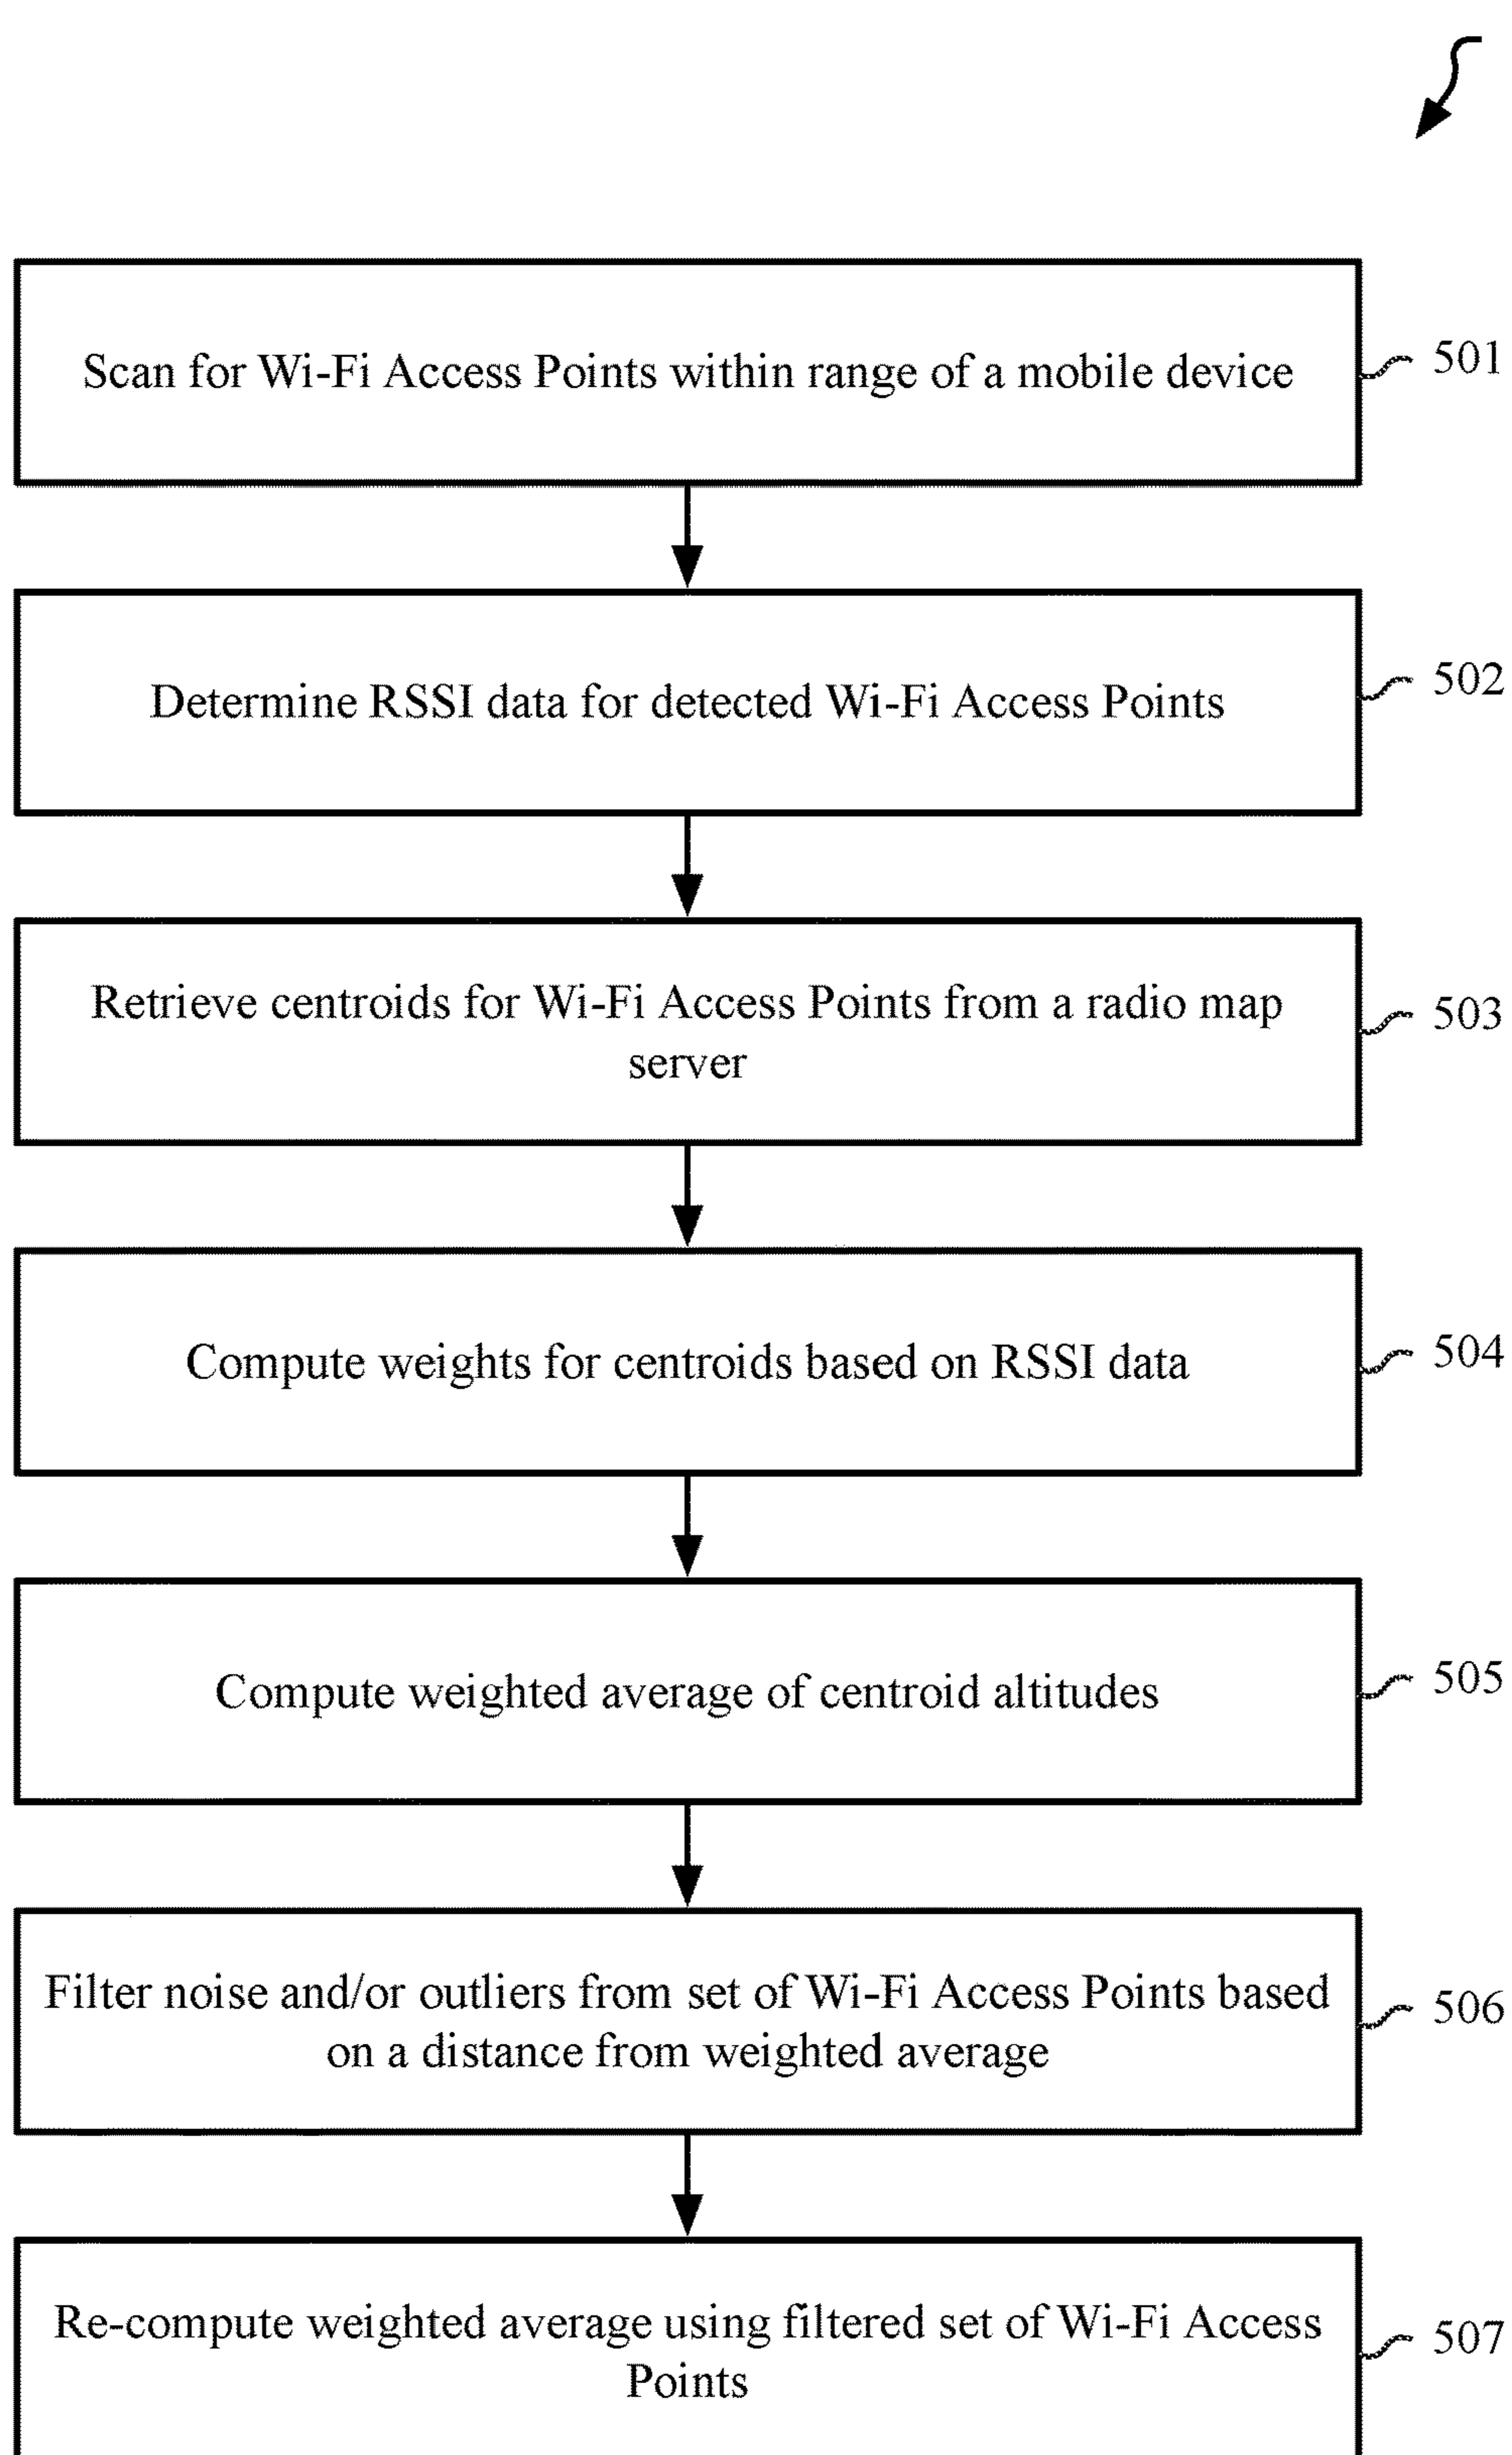 Scan for Wi-Fi Access Points within range of a mobile device
501
Determine RSSI data for detected Wi-Fi Access Points
502
Retrieve centroids for Wi-Fi Access Points from a radio map
server
503
Compute weights for centroids based on RSSI data
504
Compute weighted average of centroid altitudes
505
Filter noise and/or outliers from set of Wi-Fi Access Points based
on a distance from weighted average
506
Re-compute weighted average using filtered set of Wi-Fi Access
Points
507